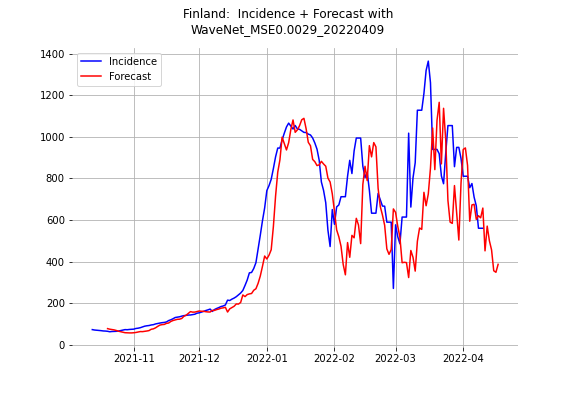 Finland:  Incidence + Forecast with
WaveNet_MSE0.0029_20220409
Incidence
Forecast
1400
1200
1000
800
600
400
200
0
2021-11 2021-12 2022-01 2022-02 2022-03 2022-04